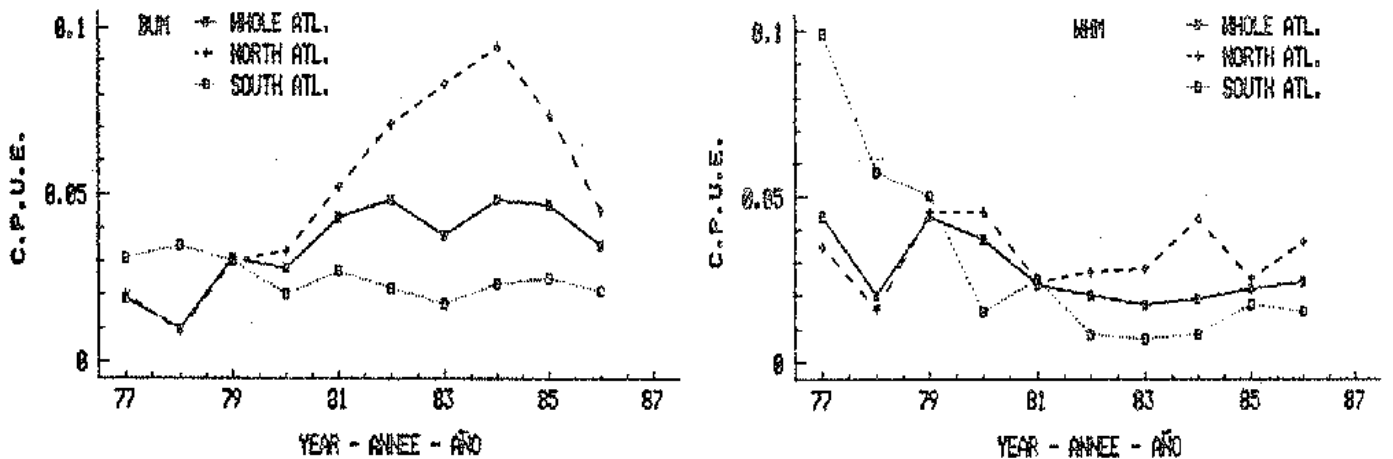 0.1
BUM
WHOLE ATL.
NORTH ATL.
SOUTH ATL.
C.P.U.E.
0.05
0
77 79 81 83 85 87
YEAR - ANNEE - AÑO
0.1
WHM
WHOLE ATL.
NORTH ATL.
SOUTH ATL.
C.P.U.E.
0.05
0
77 79 81 83 85 87
YEAR - ANNEE - AÑO